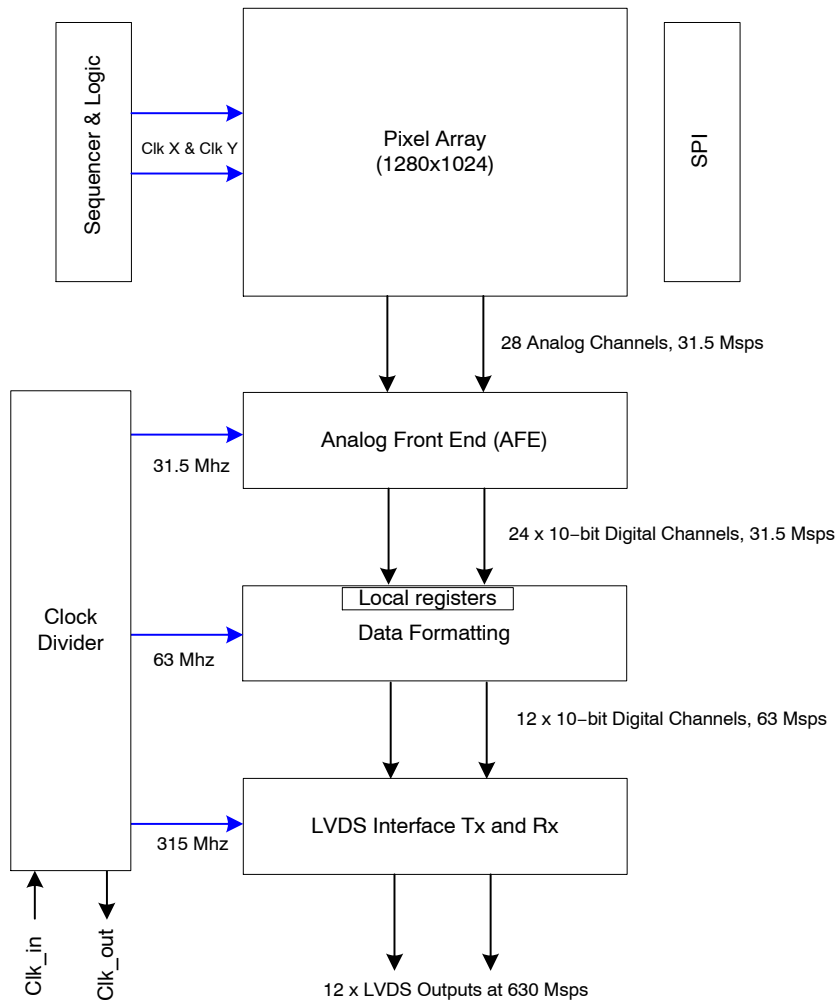 Sequencer & Logic
Clk X & Clk Y
Pixel Array
(1280x1024)
SPI
28 Analog Channels, 31.5 Msps
Analog Front End (AFE)
31.5 Mhz
24 x 10−bit Digital Channels, 31.5 Msps
Local registers
Data Formatting
Clock
Divider
63 Mhz
12 x 10−bit Digital Channels, 63 Msps
LVDS Interface Tx and Rx
315 Mhz
Clk_in
Clk_out
12 x LVDS Outputs at 630 Msps